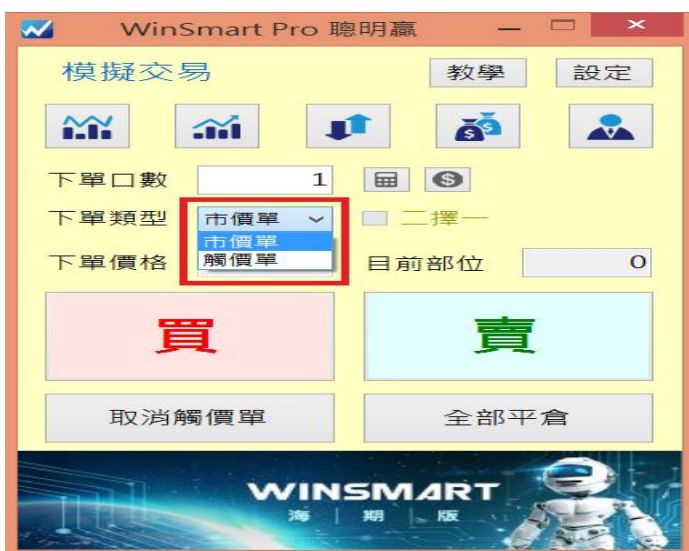 WinSmart Pro 聰明贏
模擬交易 教學 設定
下單口數 1
下單類型 市價單 二擇一
市價單
觸價單
下單價格 目前部位 0
買 賣
取消觸價單 全部平倉
WINSMART
海 | 期 | 版